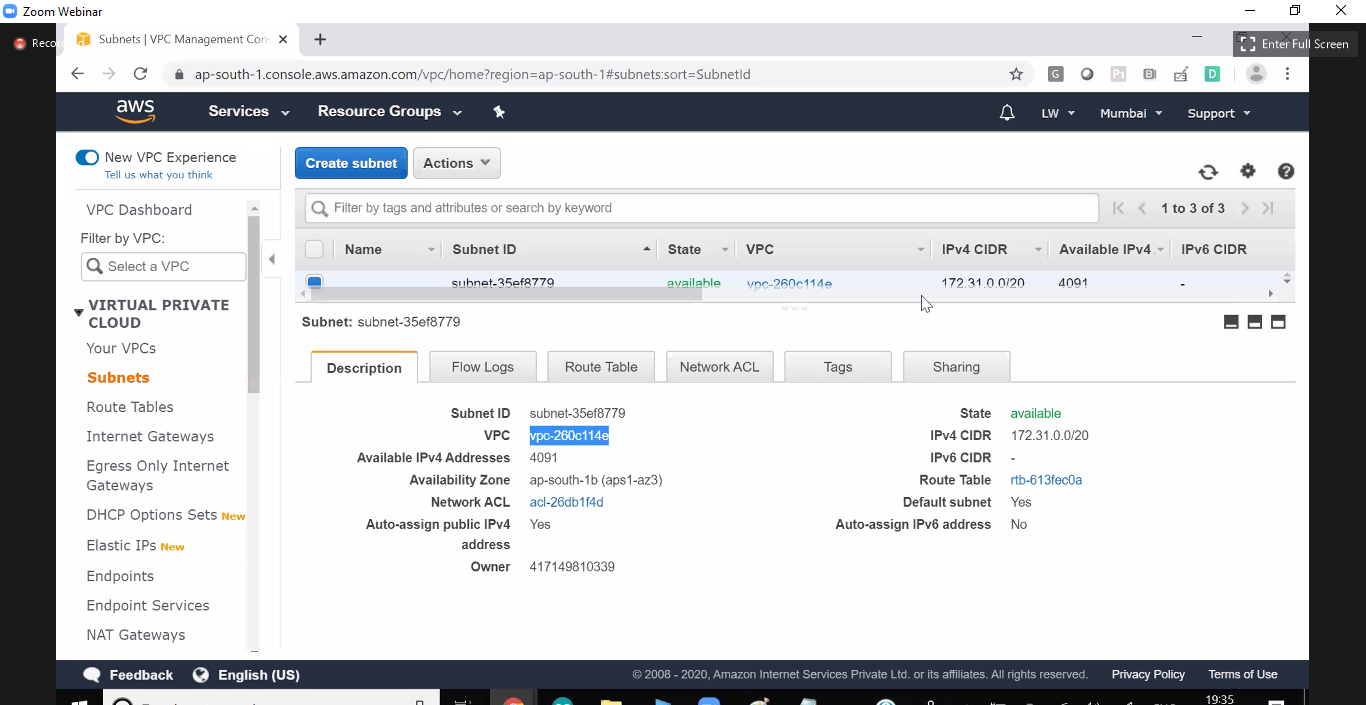 Zoom Webinar
Subnets | VPC Management Con
Enter Full Screen
ap-south-1.console.aws.amazon.com/vpc/home?region=ap-south-1#subnets:sort=SubnetId
aws Services Resource Groups LW Mumbai Support
New VPC Experience
Tell us what you think
VPC Dashboard
Filter by VPC:
Select a VPC
VIRTUAL PRIVATE
CLOUD
Your VPCs
Subnets
Route Tables
Internet Gateways
Egress Only Internet
Gateways
DHCP Options Sets New
Elastic IPs New
Endpoints
Endpoint Services
NAT Gateways
Create subnet Actions
Filter by tags and attributes or search by keyword
1 to 3 of 3
Name Subnet ID State VPC IPv4 CIDR Available IPv4 IPv6 CIDR
subnet-35ef8779 available vpc-260c114e 172.31.0.0/20 4091 -
Subnet: subnet-35ef8779
Description Flow Logs Route Table Network ACL Tags Sharing
Subnet ID subnet-35ef8779
VPC vpc-260c114e
Available IPv4 Addresses 4091
Availability Zone ap-south-1b (aps1-az3)
Network ACL acl-26db1f4d
Auto-assign public IPv4 Yes
address
Owner 417149810339
State available
IPv4 CIDR 172.31.0.0/20
IPv6 CIDR -
Route Table rtb-613fec0a
Default subnet Yes
Auto-assign IPv6 address No
Feedback English (US)
© 2008 - 2020, Amazon Internet Services Private Ltd. or its affiliates. All rights reserved. Privacy Policy Terms of Use
19:35